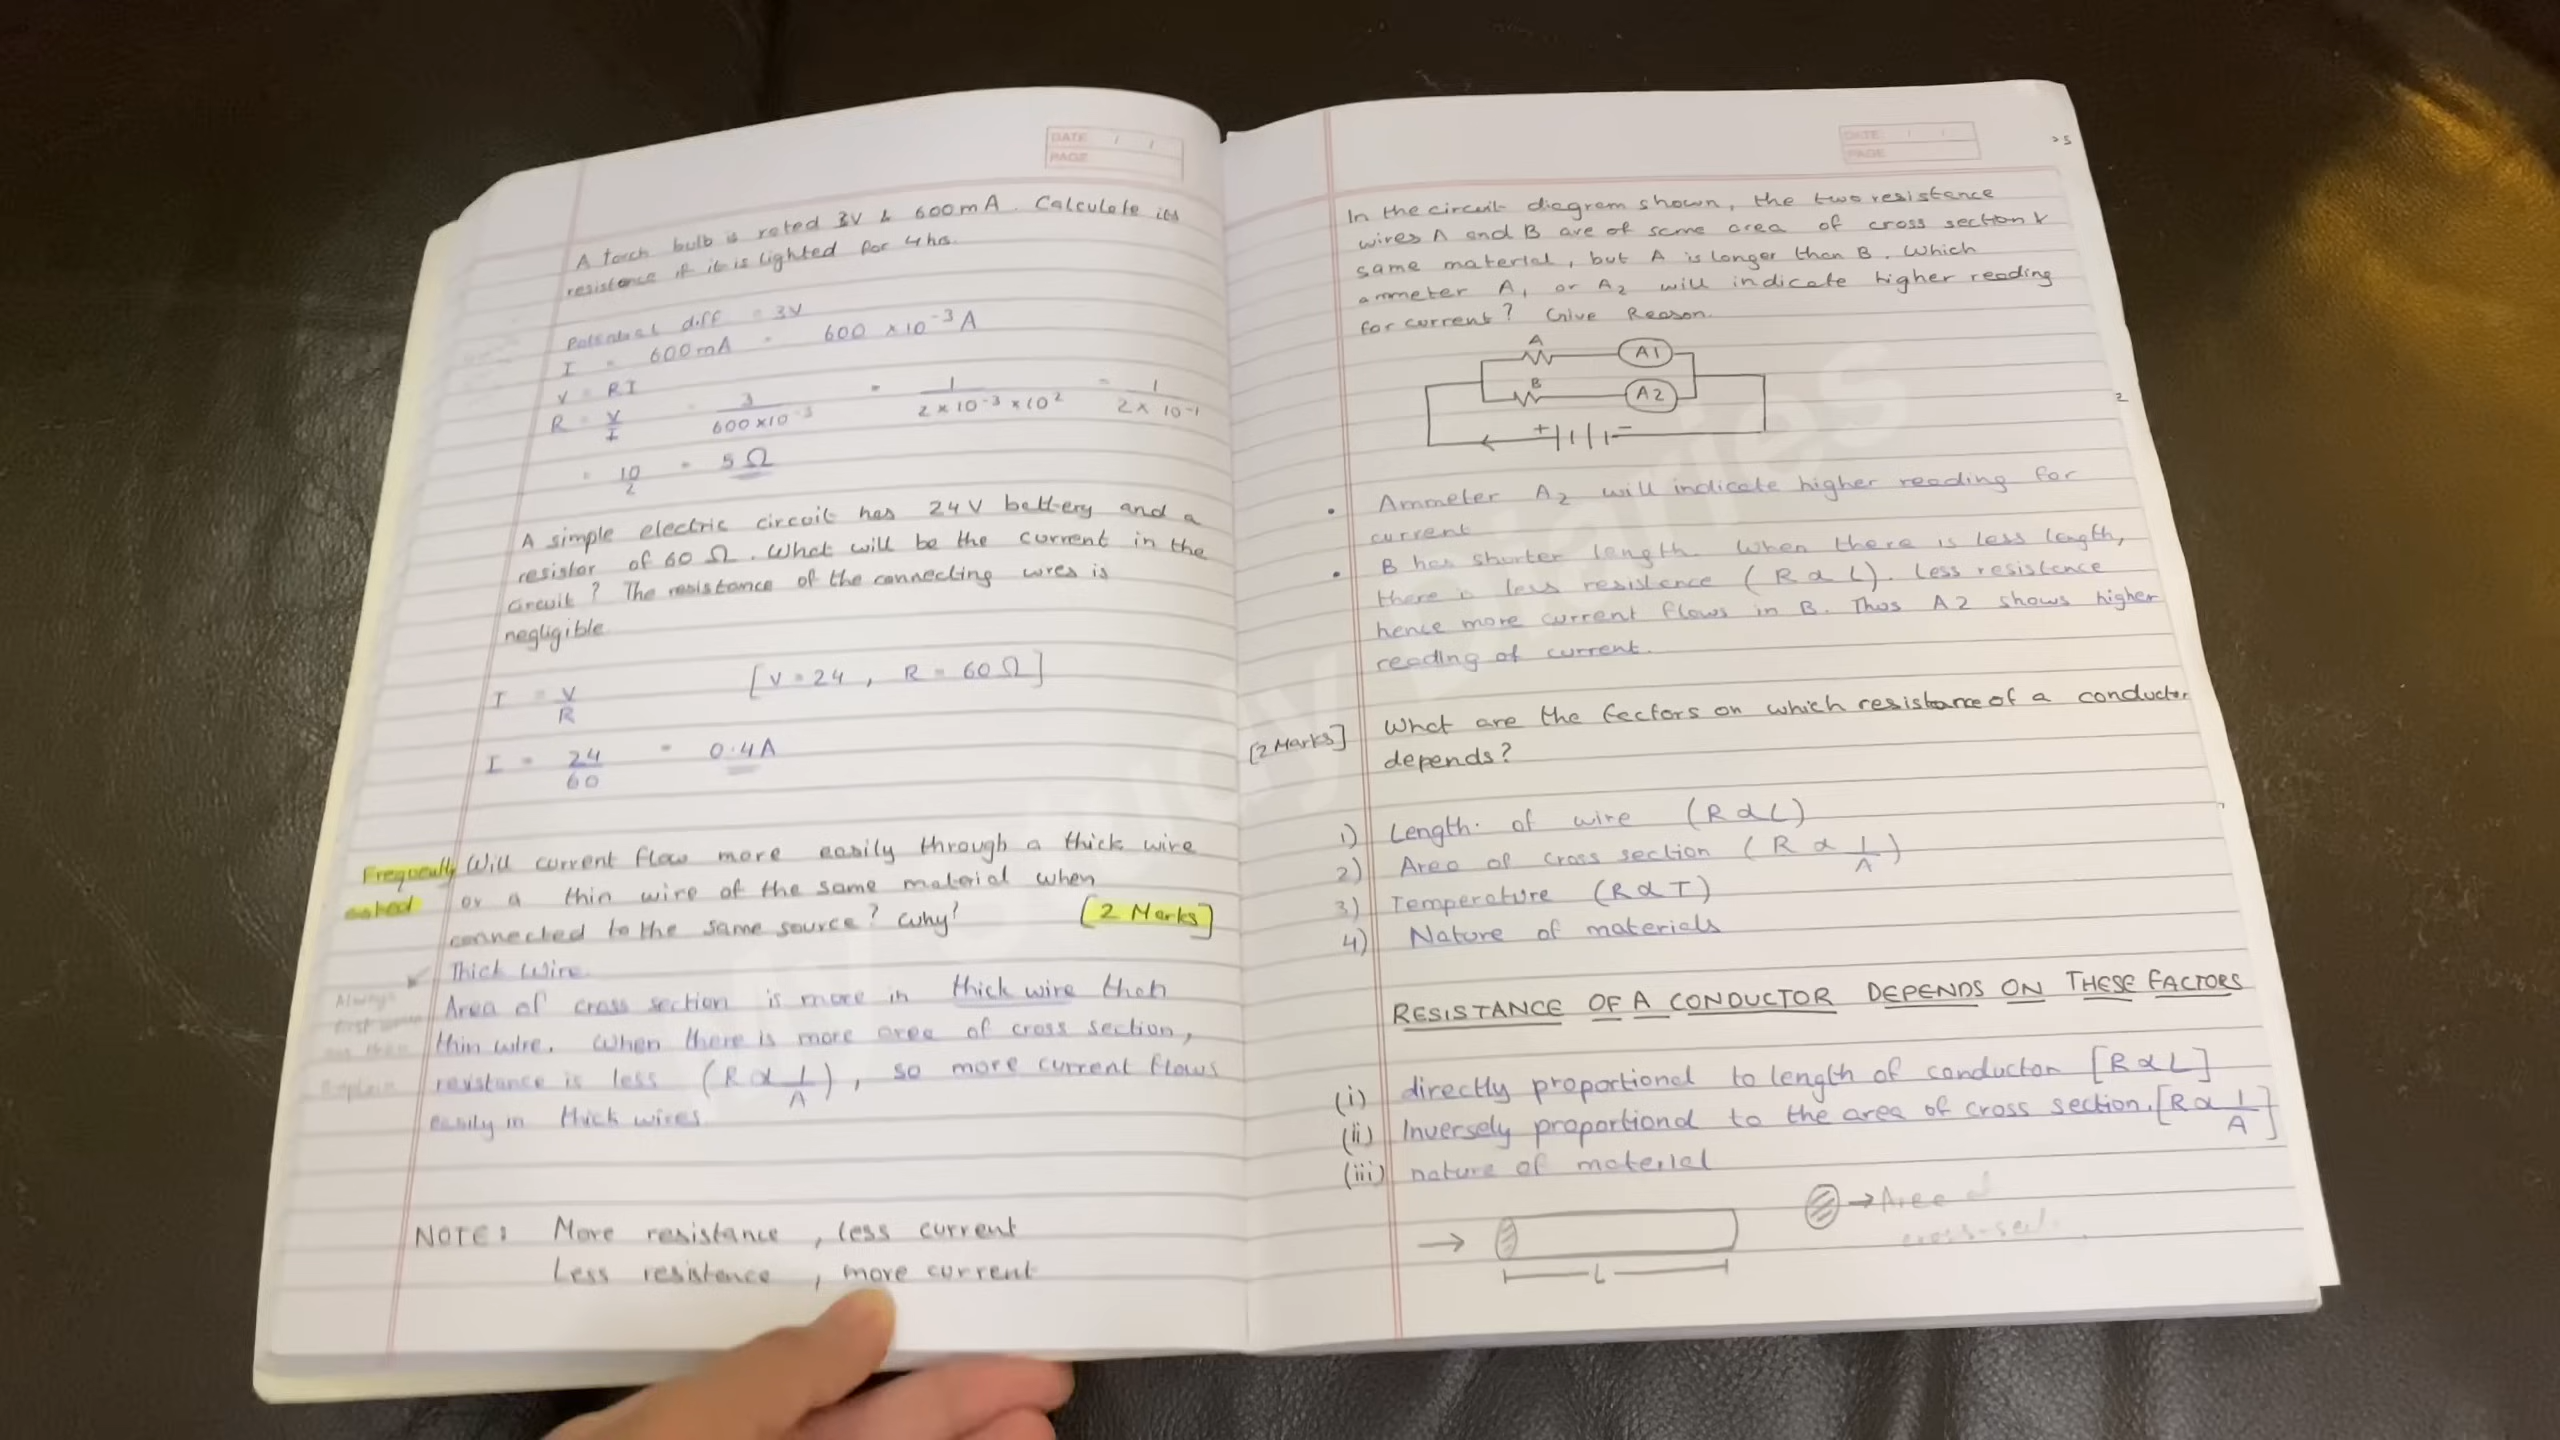 DATE / /
PAGE
A torch bulb is rated 3V & 600mA. Calculate its
resistance if it is lighted for 4hrs.
Potential diff = 3V
I = 600mA = 600 ×10⁻³ A
V = RI
R = V/I = 3/600×10⁻³ = 1/2×10⁻³×10² = 1/2×10⁻¹
= 10/2 = 5Ω
A simple electric circuit has 24V battery and a
resistor of 60 Ω. What will be the current in the
circuit? The resistance of the connecting wires is
negligible
I = V/R [V=24, R=60Ω]
I = 24/60 = 0.4A
Frequently Will current flow more easily through a thick wire
asked or a thin wire of the same material when
connected to the same source? Why? [2 Marks]
Thick Wire.
Always Area of cross section is more in thick wire than
thin wire. When there is more area of cross section,
Explain resistance is less (R α 1/A), so more current flows
easily in thick wires
NOTE: More resistance, less current
Less resistence, more current
DATE / /
PAGE
In the circuit diagram shown, the two resistance
wires A and B are of same area of cross section &
same material, but A is longer than B. Which
ammeter A₁ or A₂ will indicate higher reading
for current? Give Reason.
A A1
B A2
+ −
• Ammeter A₂ will indicate higher reading for
current
• B has shorter length. When there is less length,
there is less resistence (R α L). Less resistence
hence more current flows in B. Thus A2 shows higher
reading of current.
[2 Marks] What are the factors on which resistance of a conductor
depends?
1) Length of wire (R α L)
2) Area of cross section (R α 1/A)
3) Temperature (R α T)
4) Nature of materials
RESISTANCE OF A CONDUCTOR DEPENDS ON THESE FACTORS
(i) directly proportional to length of conductor [R α L]
(ii) Inversely proportional to the area of cross section. [R α 1/A]
(iii) nature of material
→ Area of
cross-sec.
L